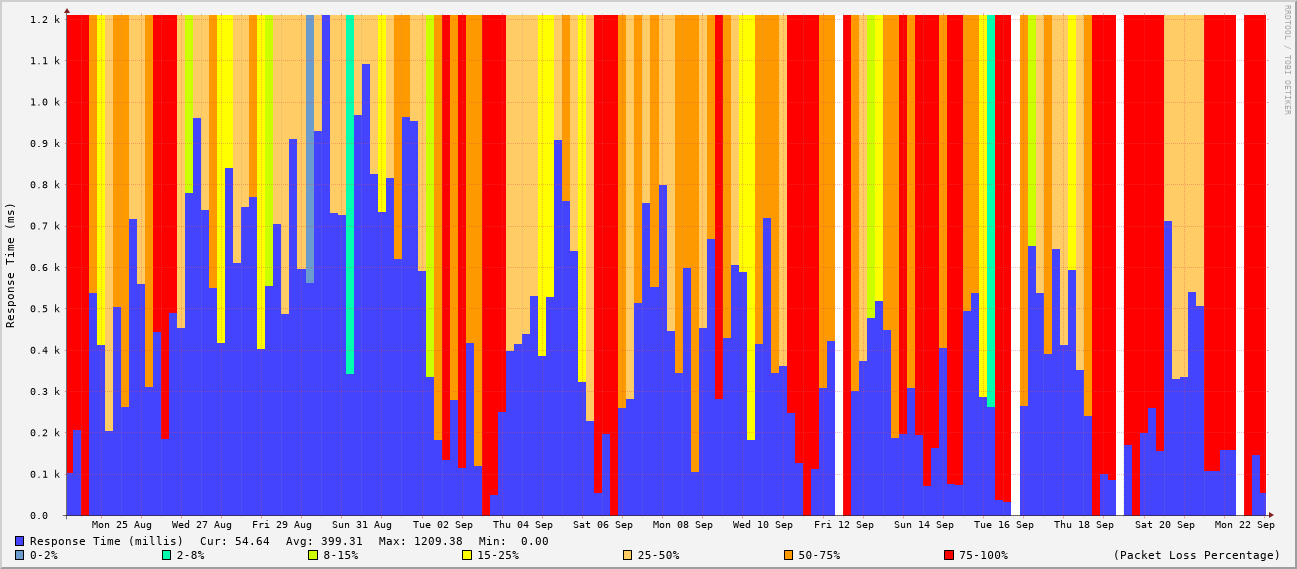 1.2 k
1.1 k
1.0 k
0.9 k
0.8 k
0.7 k
0.6 k
0.5 k
0.4 k
0.3 k
0.2 k
0.1 k
0.0
Response Time (ms)
RRDTOOL / TOBI OETIKER
Mon 25 Aug Wed 27 Aug Fri 29 Aug Sun 31 Aug Tue 02 Sep Thu 04 Sep Sat 06 Sep Mon 08 Sep Wed 10 Sep Fri 12 Sep Sun 14 Sep Tue 16 Sep Thu 18 Sep Sat 20 Sep Mon 22 Sep
Response Time (millis) Cur: 54.64 Avg: 399.31 Max: 1209.38 Min: 0.00
0-2% 2-8% 8-15% 15-25% 25-50% 50-75% 75-100% (Packet Loss Percentage)